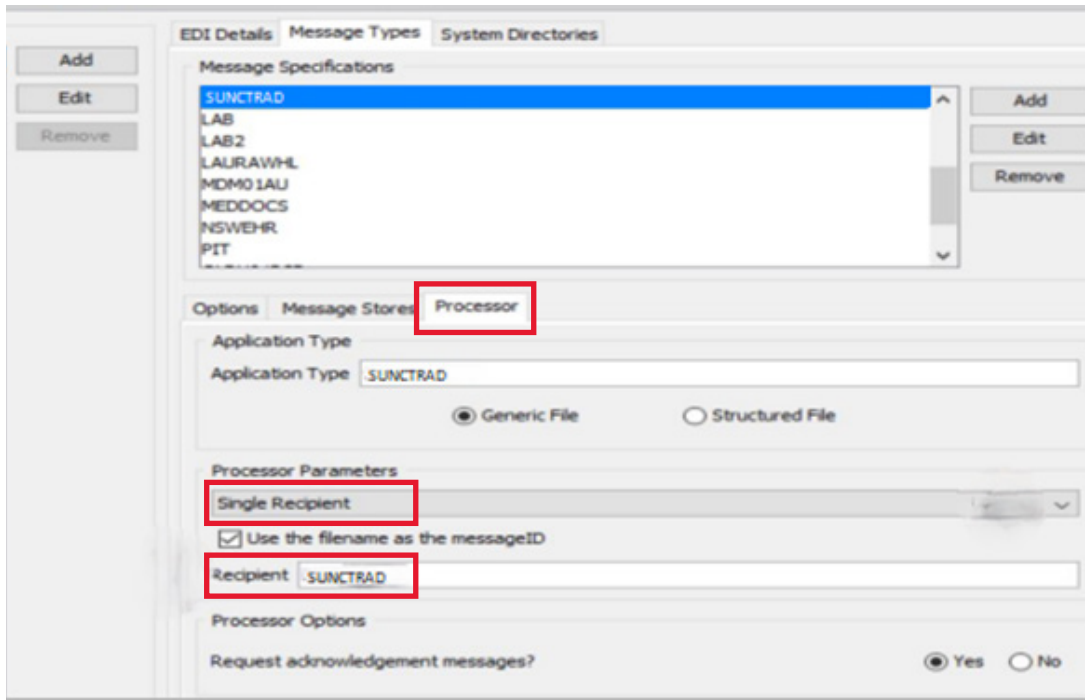 EDI Details Message Types System Directories
Add
Message Specifications
Edit
SUNCTRAD
Add
Remove
LAB
LAB2
Edit
LAURAWHL
MDM01AU
Remove
MEDDOCS
NSWEHR
PIT
Options Message Stores Processor
Application Type
Application Type SUNCTRAD
Generic File Structured File
Processor Parameters
Single Recipient
Use the filename as the messageID
Recipient SUNCTRAD
Processor Options
Request acknowledgement messages? Yes No